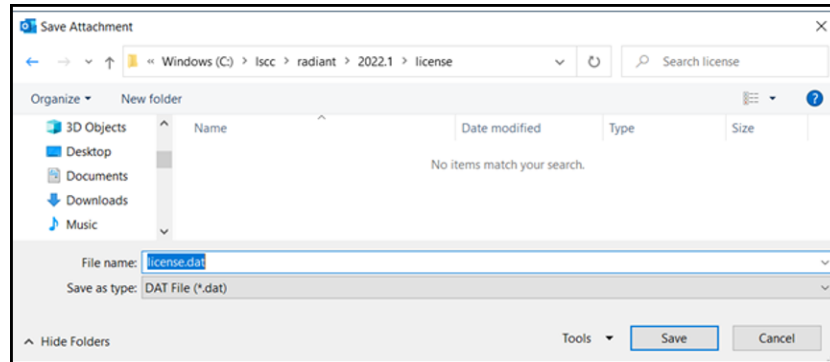 Save Attachment
« Windows (C:) > lscc > radiant > 2022.1 > license
Search license
Organize
New folder
3D Objects
Desktop
Documents
Downloads
Music
Name
Date modified
Type
Size
No items match your search.
File name: license.dat
Save as type: DAT File (*.dat)
Hide Folders
Tools
Save
Cancel